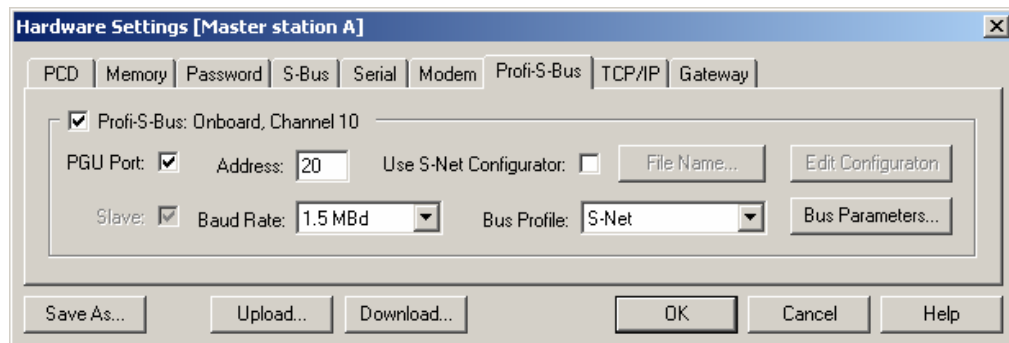 Hardware Settings [Master station A]
PCD Memory Password S-Bus Serial Modem Profi-S-Bus TCP/IP Gateway
Profi-S-Bus: Onboard, Channel 10
PGU Port: Address: 20 Use S-Net Configurator: File Name... Edit Configuraton
Slave: Baud Rate: 1.5 MBd Bus Profile: S-Net Bus Parameters...
Save As... Upload... Download... OK Cancel Help